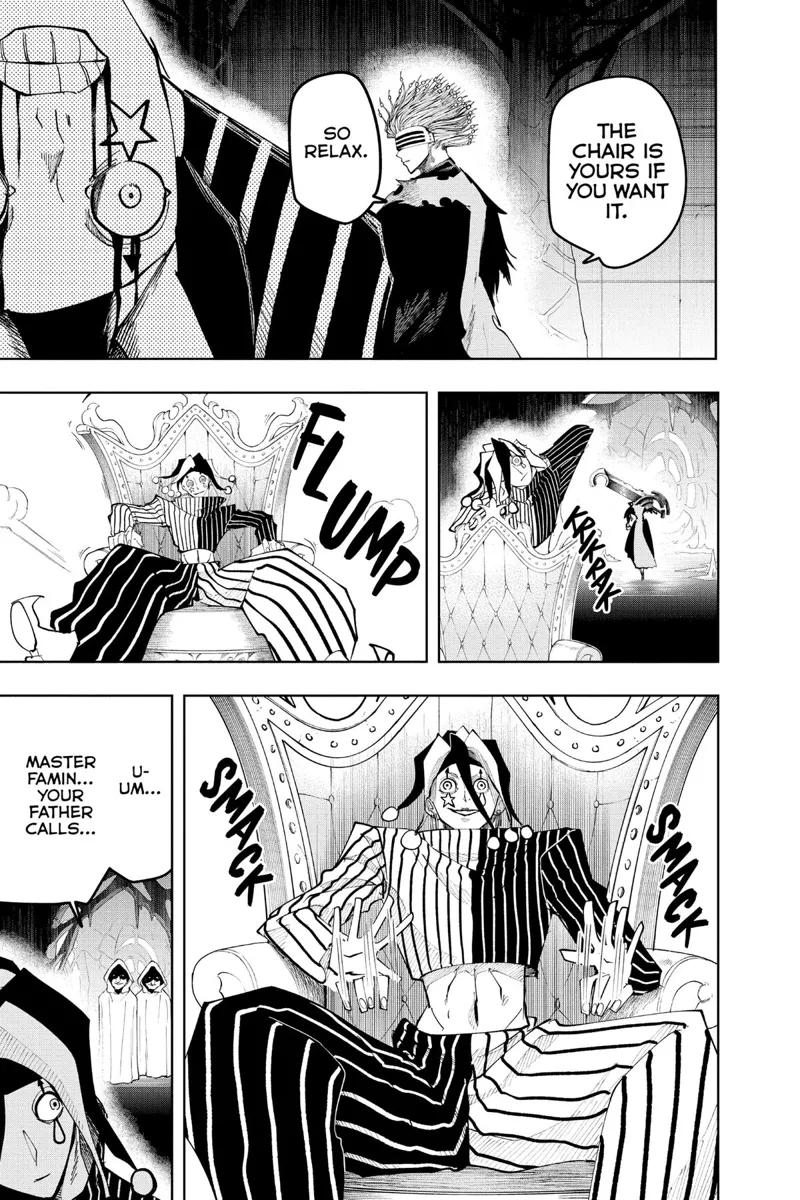 THE
CHAIR IS
YOURS IF
YOU WANT
IT.
SO
RELAX.
KRIKRAK
FLUMP
SMACK
SMACK
U-
UM...
MASTER
FAMIN...
YOUR
FATHER
CALLS...